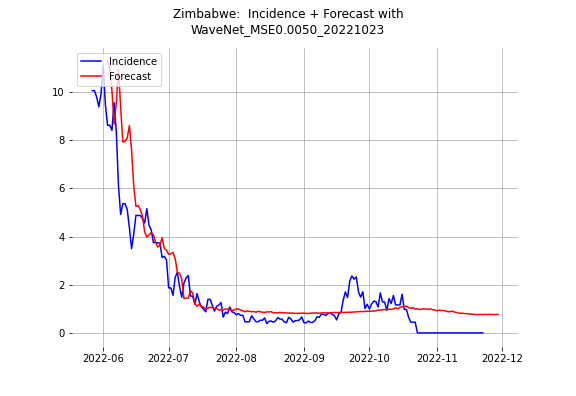 Zimbabwe:  Incidence + Forecast with
WaveNet_MSE0.0050_20221023
Incidence
Forecast
10
8
6
4
2
0
2022-06 2022-07 2022-08 2022-09 2022-10 2022-11 2022-12